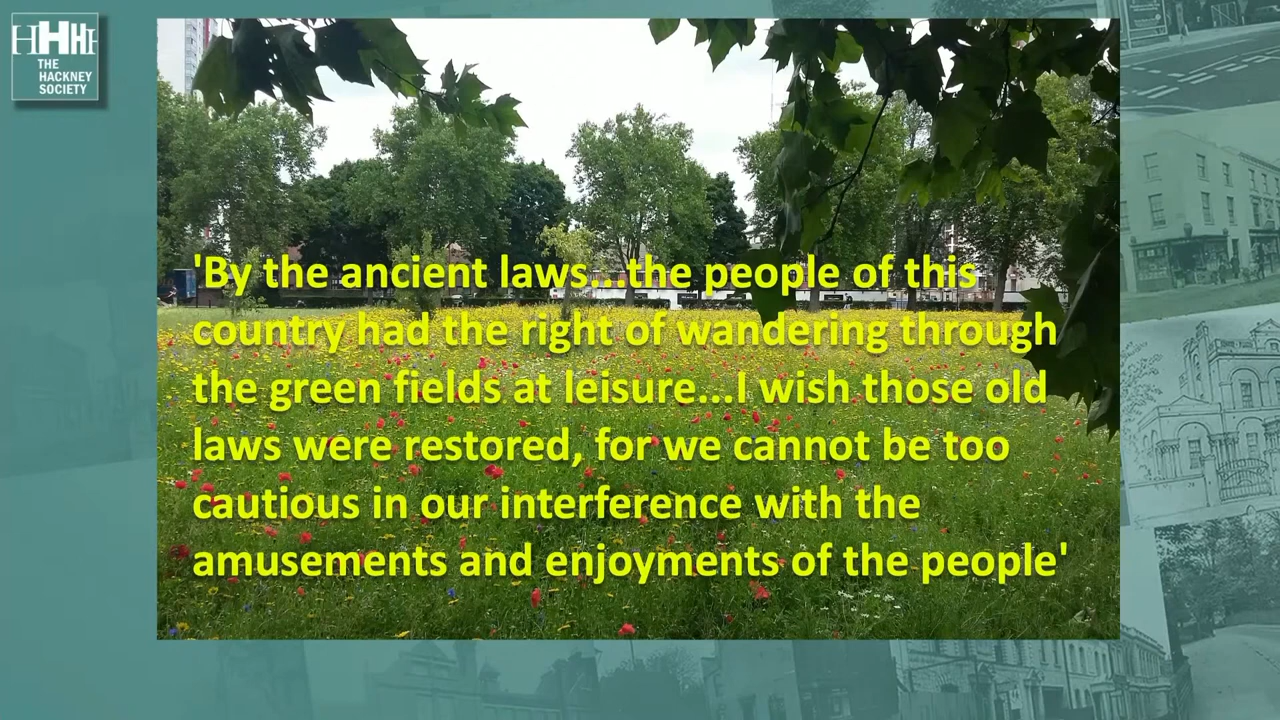 THE
HACKNEY
SOCIETY
'By the ancient laws...the people of this
country had the right of wandering through
the green fields at leisure...I wish those old
laws were restored, for we cannot be too
cautious in our interference with the
amusements and enjoyments of the people'